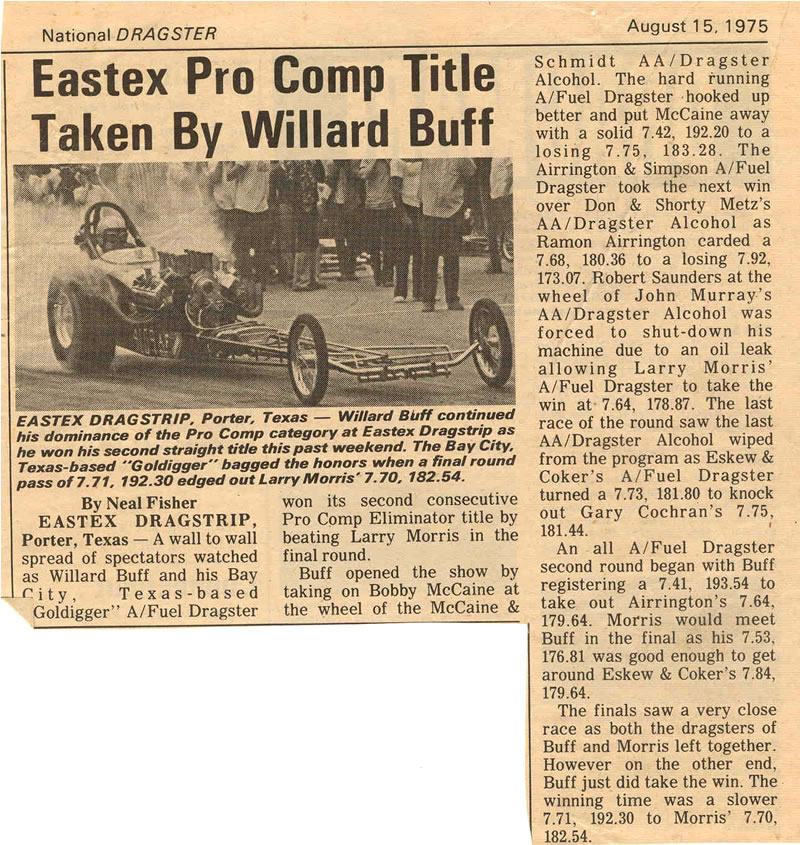 National DRAGSTER
August 15, 1975
Eastex Pro Comp Title
Taken By Willard Buff
EASTEX DRAGSTRIP, Porter, Texas — Willard Buff continued
his dominance of the Pro Comp category at Eastex Dragstrip as
he won his second straight title this past weekend. The Bay City,
Texas-based "Goldigger" bagged the honors when a final round
pass of 7.71, 192.30 edged out Larry Morris' 7.70, 182.54.
By Neal Fisher
EASTEX DRAGSTRIP,
Porter, Texas — A wall to wall
spread of spectators watched
as Willard Buff and his Bay
City, Texas-based
Goldigger" A/Fuel Dragster
won its second consecutive
Pro Comp Eliminator title by
beating Larry Morris in the
final round.
Buff opened the show by
taking on Bobby McCaine at
the wheel of the McCaine &
Schmidt AA/Dragster
Alcohol. The hard running
A/Fuel Dragster hooked up
better and put McCaine away
with a solid 7.42, 192.20 to a
losing 7.75, 183.28. The
Airrington & Simpson A/Fuel
Dragster took the next win
over Don & Shorty Metz's
AA/Dragster Alcohol as
Ramon Airrington carded a
7.68, 180.36 to a losing 7.92,
173.07. Robert Saunders at the
wheel of John Murray's
AA/Dragster Alcohol was
forced to shut-down his
machine due to an oil leak
allowing Larry Morris'
A/Fuel Dragster to take the
win at 7.64, 178.87. The last
race of the round saw the last
AA/Dragster Alcohol wiped
from the program as Eskew &
Coker's A/Fuel Dragster
turned a 7.73, 181.80 to knock
out Gary Cochran's 7.75,
181.44.
An all A/Fuel Dragster
second round began with Buff
registering a 7.41, 193.54 to
take out Airrington's 7.64,
179.64. Morris would meet
Buff in the final as his 7.53,
176.81 was good enough to get
around Eskew & Coker's 7.84,
179.64.
The finals saw a very close
race as both the dragsters of
Buff and Morris left together.
However on the other end,
Buff just did take the win. The
winning time was a slower
7.71, 192.30 to Morris' 7.70,
182.54.